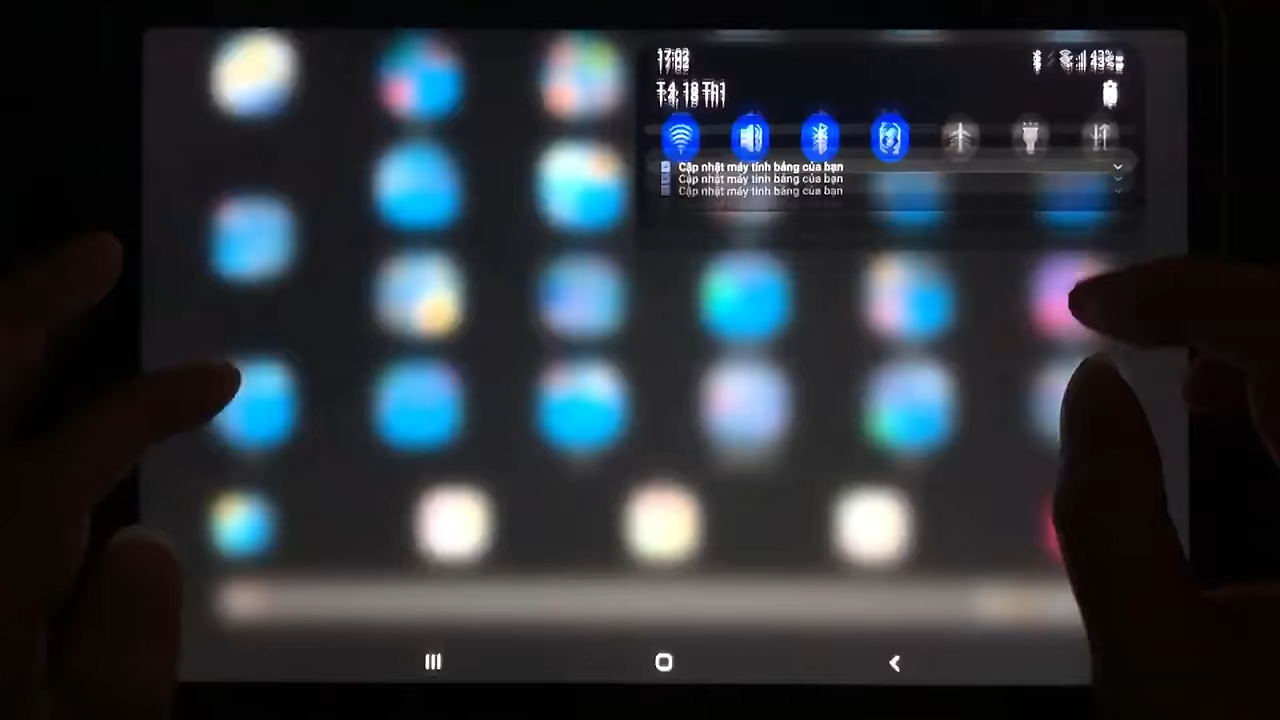 17:02
43%
T4, 18 Th1
Cập nhật máy tính bảng của bạn
Cập nhật máy tính bảng của bạn
Cập nhật máy tính bảng của bạn